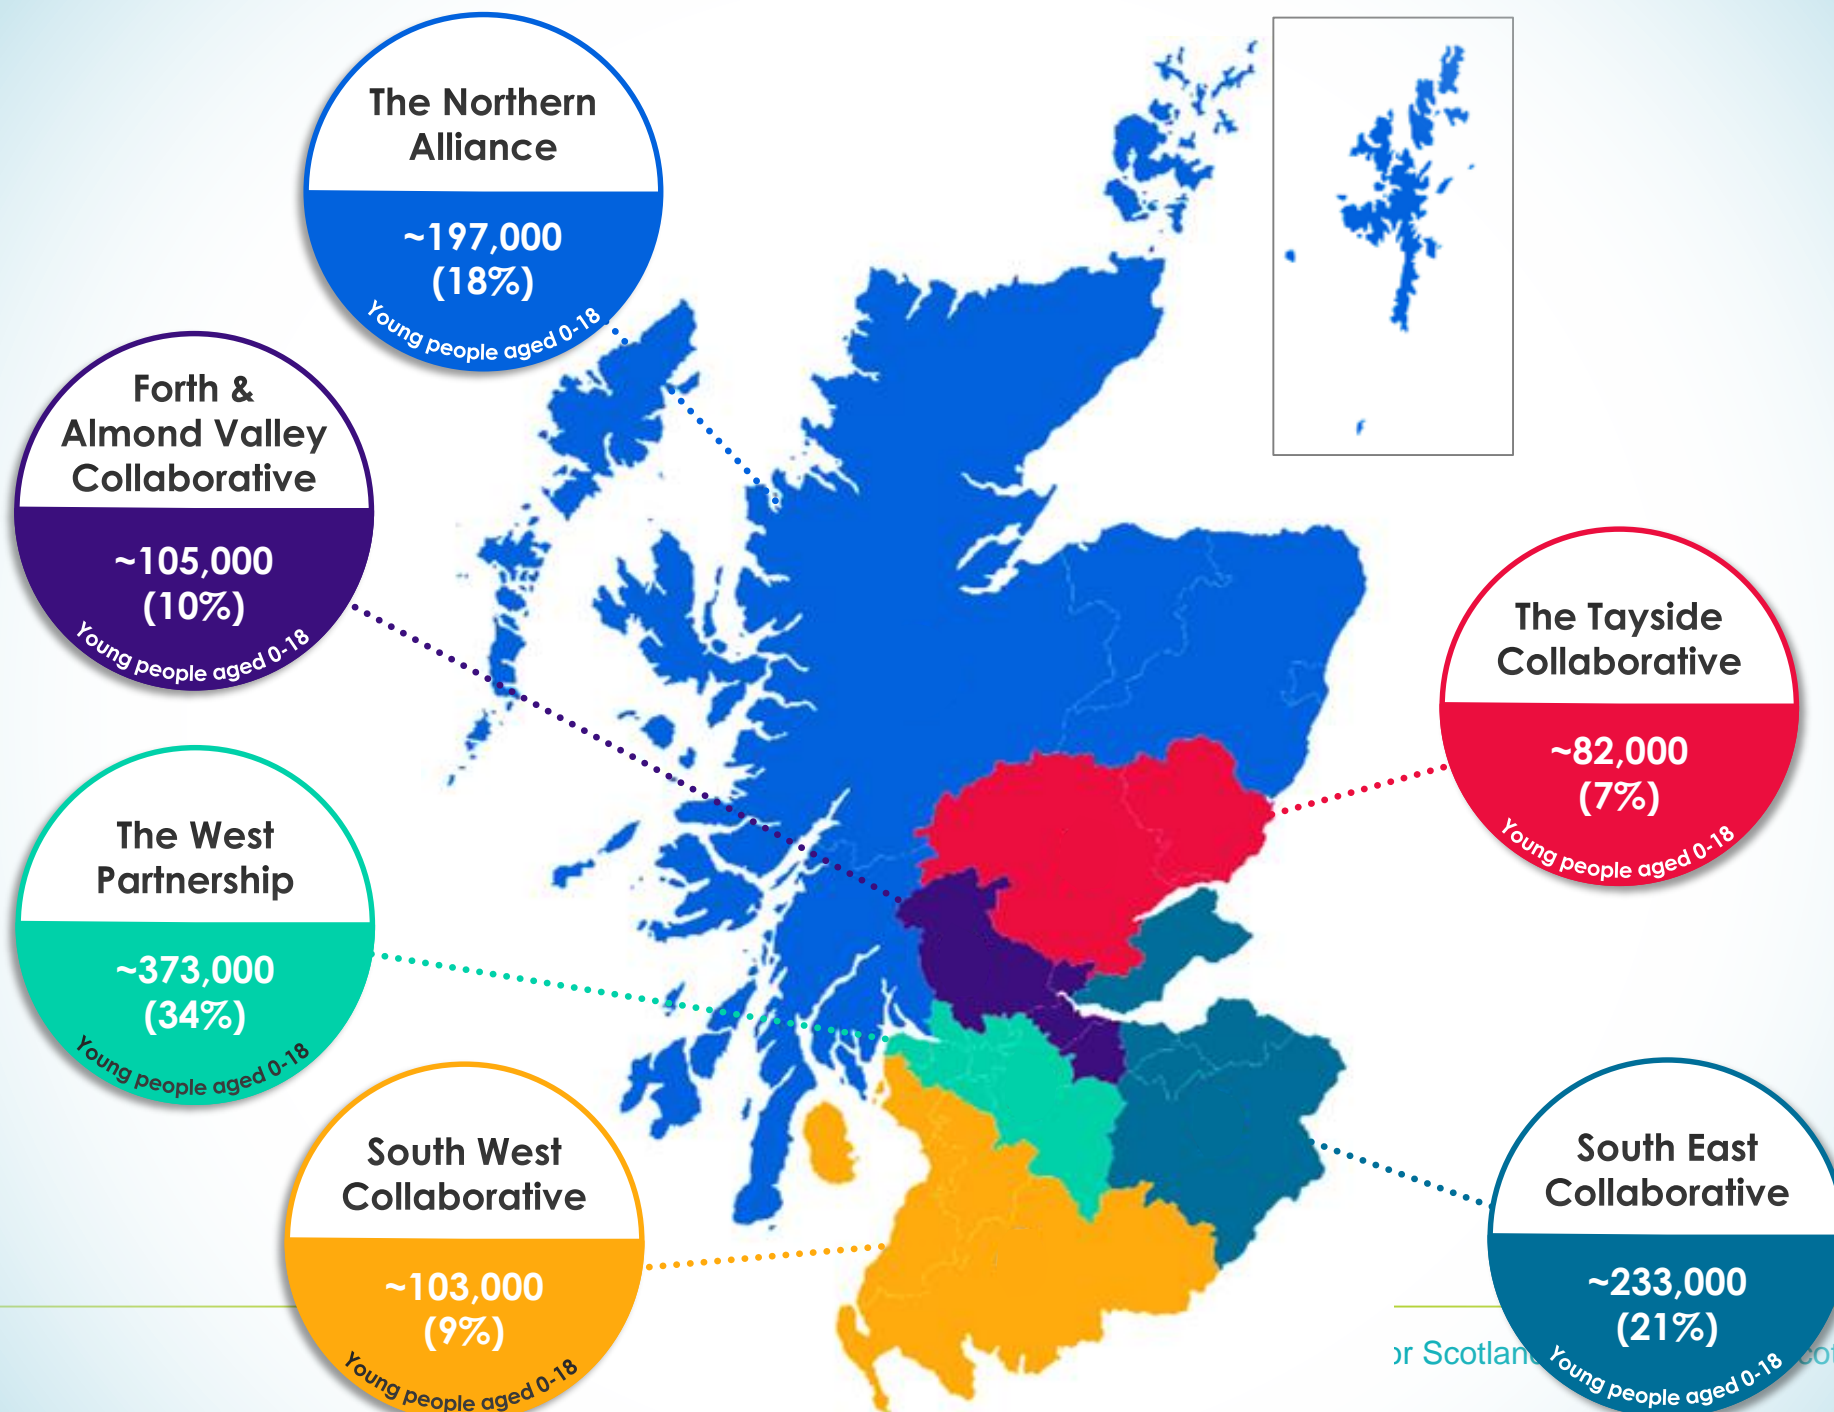 The Northern
Alliance
~197,000
(18%)
Young people aged 0-18
Forth &
Almond Valley
Collaborative
~105,000
(10%)
Young people aged 0-18
The West
Partnership
~373,000
(34%)
Young people aged 0-18
South West
Collaborative
~103,000
(9%)
Young people aged 0-18
The Tayside
Collaborative
~82,000
(7%)
Young people aged 0-18
South East
Collaborative
~233,000
(21%)
Young people aged 0-18